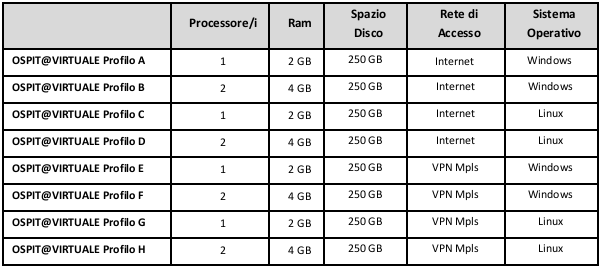 Processore/i Ram Spazio Disco Rete di Accesso Sistema Operativo
OSPIT@VIRTUALE Profilo A 1 2 GB 250 GB Internet Windows
OSPIT@VIRTUALE Profilo B 2 4 GB 250 GB Internet Windows
OSPIT@VIRTUALE Profilo C 1 2 GB 250 GB Internet Linux
OSPIT@VIRTUALE Profilo D 2 4 GB 250 GB Internet Linux
OSPIT@VIRTUALE Profilo E 1 2 GB 250 GB VPN Mpls Windows
OSPIT@VIRTUALE Profilo F 2 4 GB 250 GB VPN Mpls Windows
OSPIT@VIRTUALE Profilo G 1 2 GB 250 GB VPN Mpls Linux
OSPIT@VIRTUALE Profilo H 2 4 GB 250 GB VPN Mpls Linux